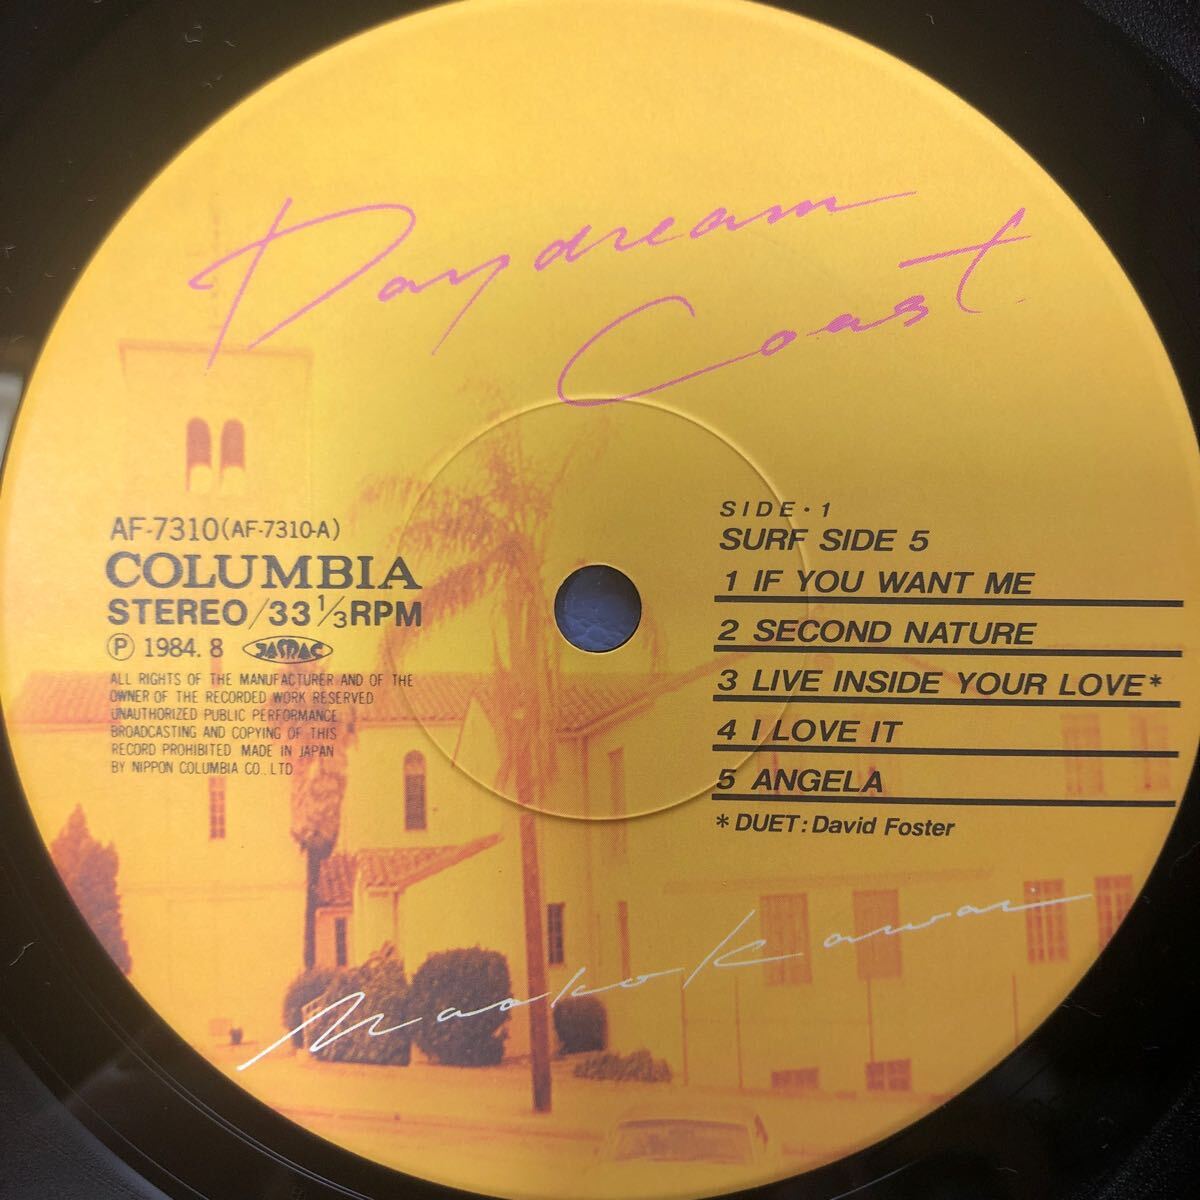 Daydream
Coast
AF-7310(AF-7310-A)
COLUMBIA
STEREO/33 1/3RPM
Ⓟ 1984. 8 JASRAC
ALL RIGHTS OF THE MANUFACTURER AND OF THE
OWNER OF THE RECORDED WORK RESERVED
UNAUTHORIZED PUBLIC PERFORMANCE
BROADCASTING AND COPYING OF THIS
RECORD PROHIBITED MADE IN JAPAN
BY NIPPON COLUMBIA CO., LTD
SIDE・1
SURF SIDE 5
1 IF YOU WANT ME
2 SECOND NATURE
3 LIVE INSIDE YOUR LOVE*
4 I LOVE IT
5 ANGELA
*DUET: David Foster
Naoko Kawai